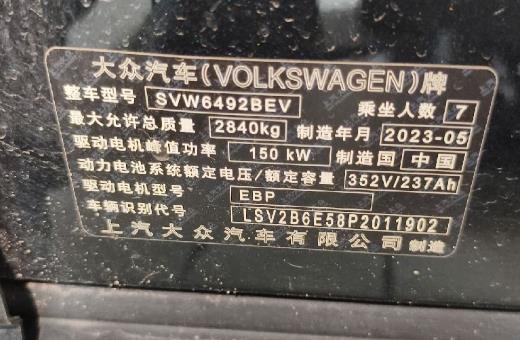 大众汽车(VOLKSWAGEN)牌
整车型号 SVW6492BEV 乘坐人数 7
最大允许总质量 2840kg 制造年月 2023-05
驱动电机峰值功率 150 kW 制造国 中国
动力电池系统额定电压/额定容量 352V/237Ah
驱动电机型号 EBP
车辆识别代号 LSV2B6E58P2011902
上汽大众汽车有限公司 制造